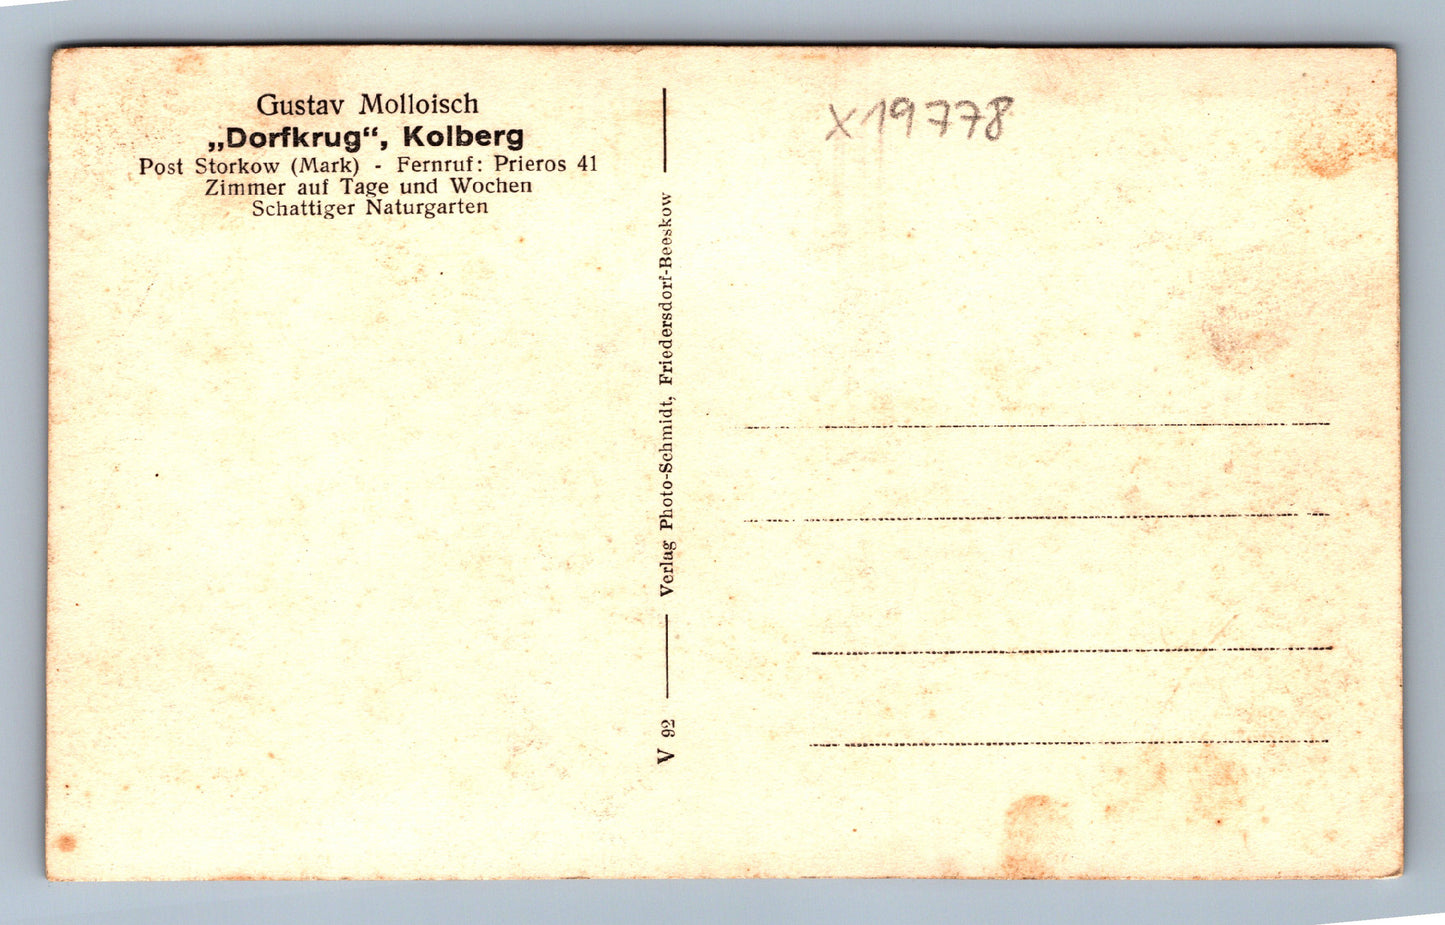 Gustav Molloisch
„Dorfkrug“, Kolberg
Post Storkow (Mark) - Fernruf: Prieros 41
Zimmer auf Tage und Wochen
Schattiger Naturgarten
V 92 Verlag Photo-Schmidt, Friedersdorf-Beeskow
X19778